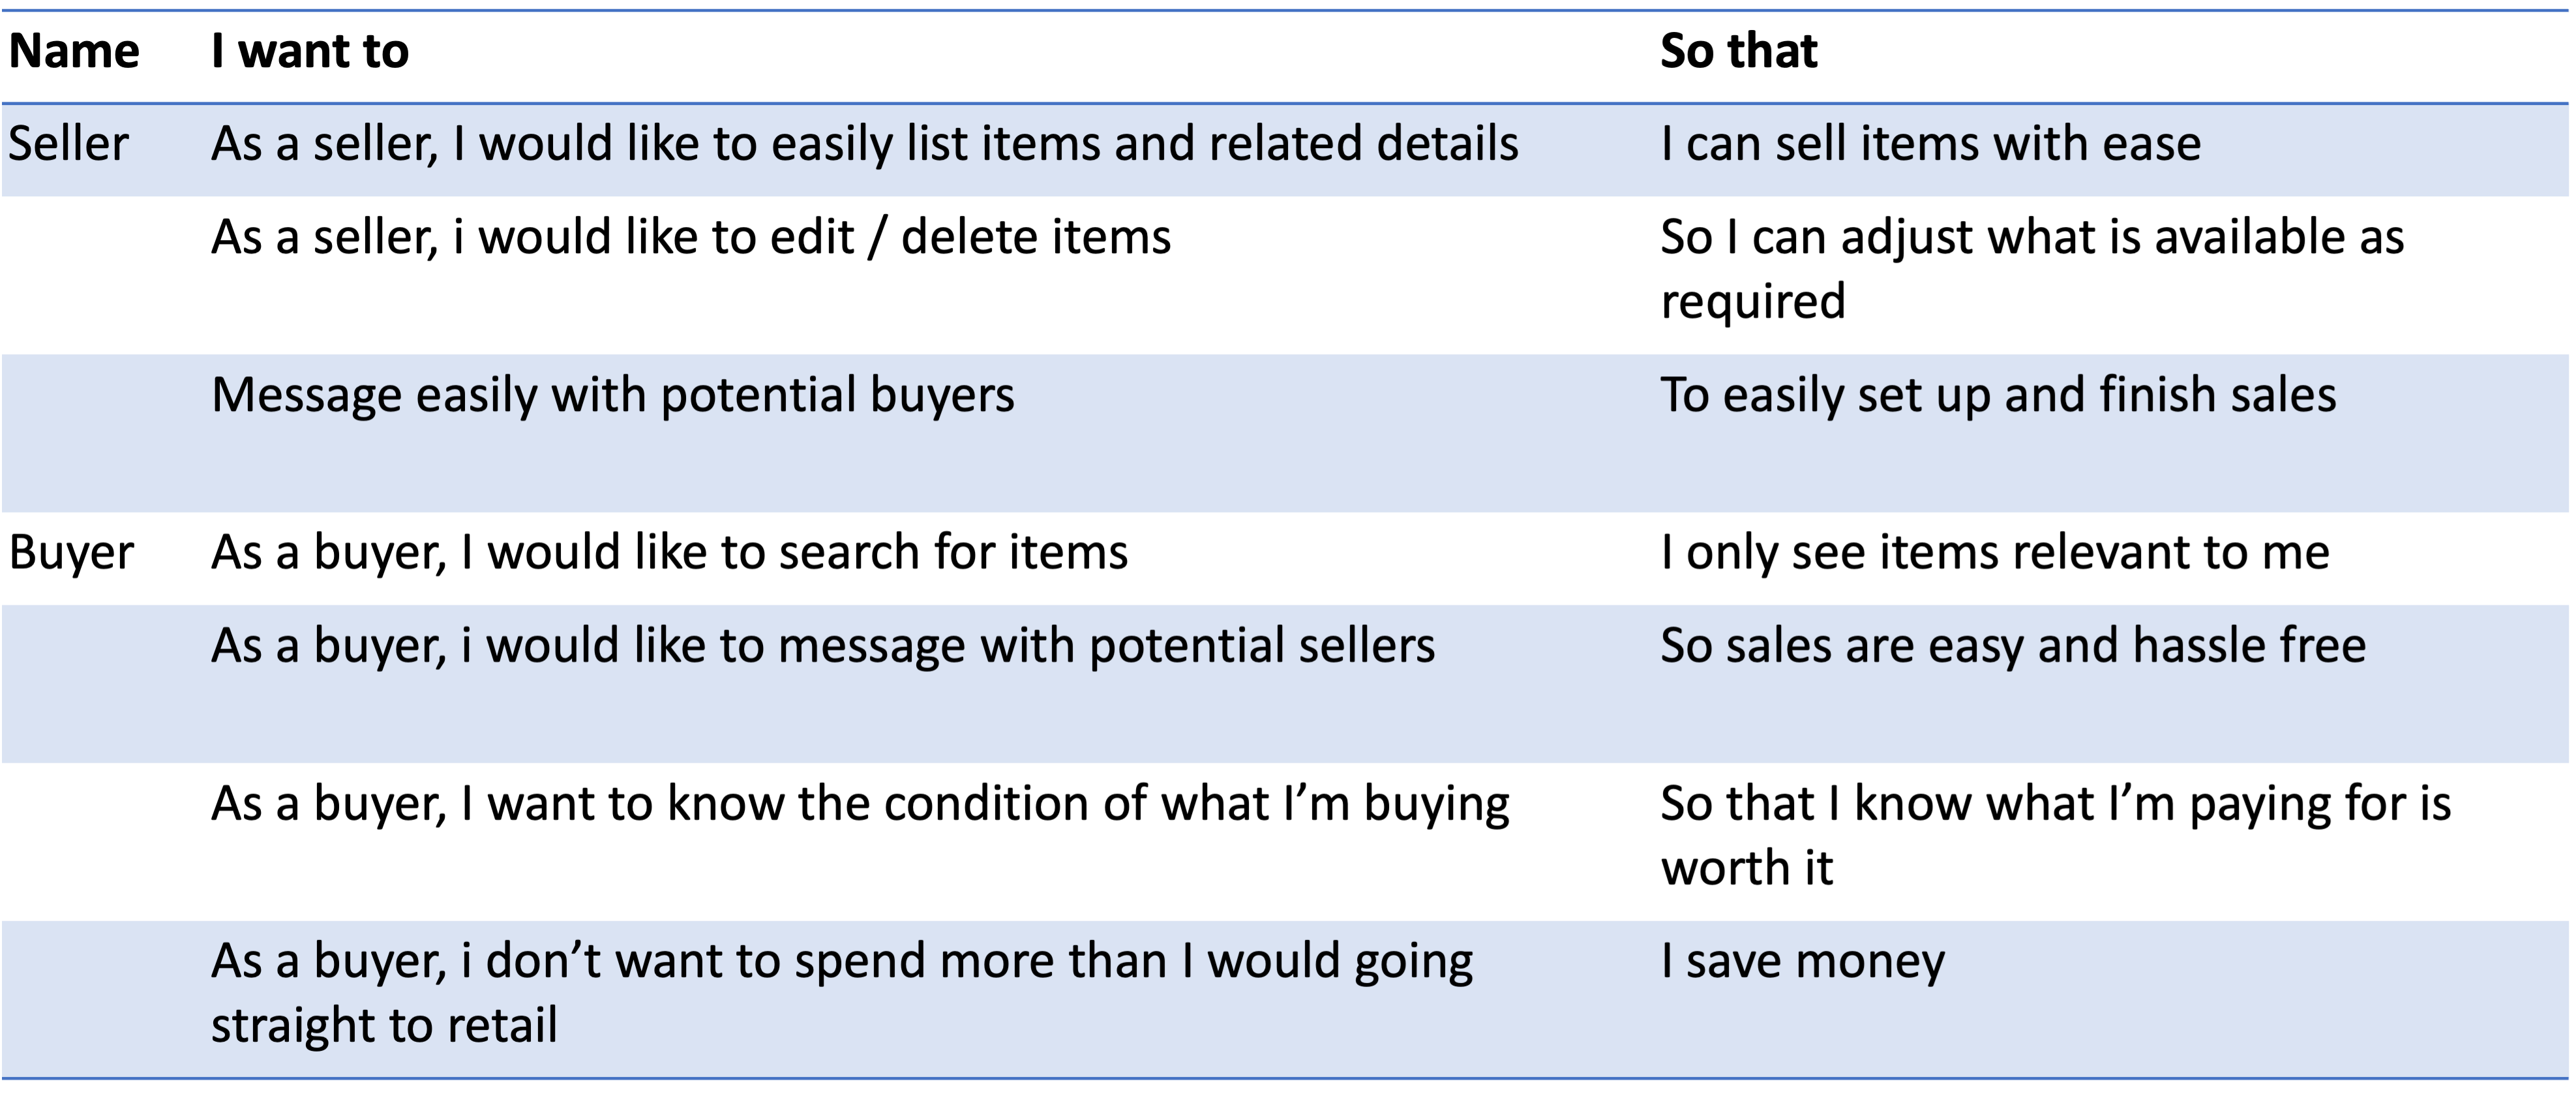 Name I want to So that
Seller As a seller, I would like to easily list items and related details I can sell items with ease
As a seller, i would like to edit / delete items So I can adjust what is available as
required
Message easily with potential buyers To easily set up and finish sales
Buyer As a buyer, I would like to search for items I only see items relevant to me
As a buyer, i would like to message with potential sellers So sales are easy and hassle free
As a buyer, I want to know the condition of what I’m buying So that I know what I’m paying for is
worth it
As a buyer, i don’t want to spend more than I would going I save money
straight to retail